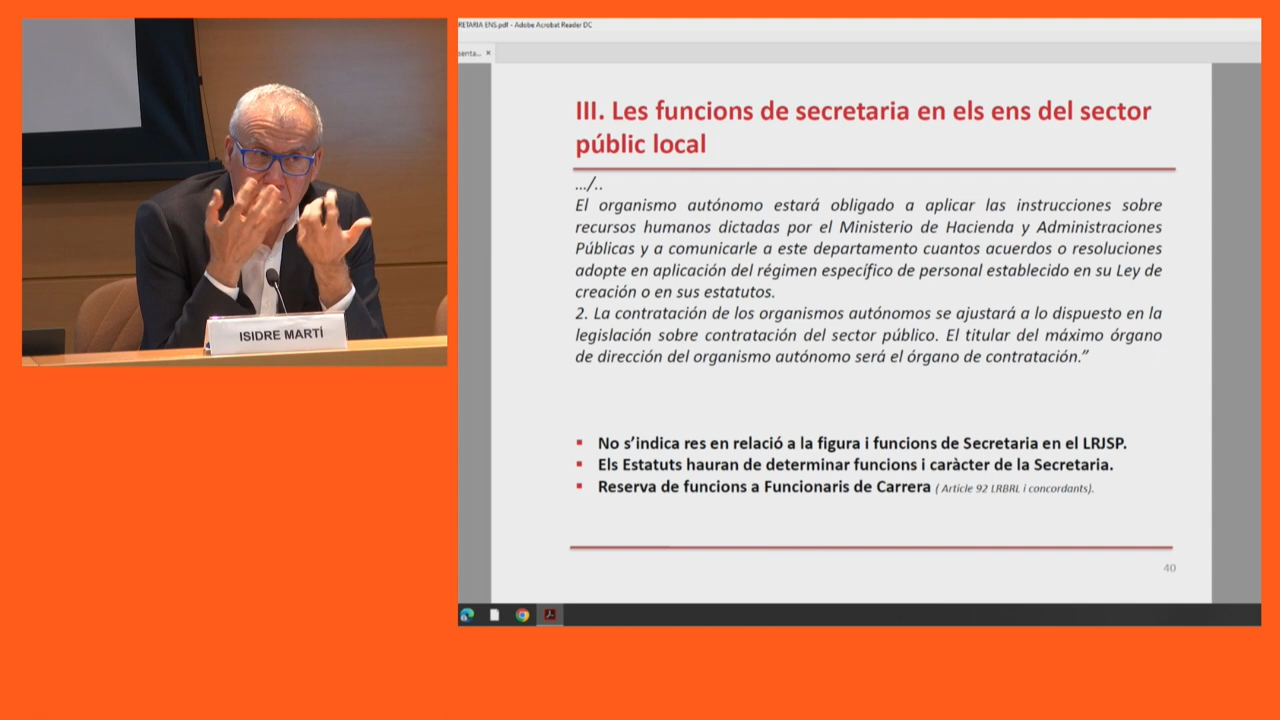 ISIDRE MARTÍ
RETARIA ENS.pdf - Adobe Acrobat Reader DC
senta...
III. Les funcions de secretaria en els ens del sector
públic local
…/..
El organismo autónomo estará obligado a aplicar las instrucciones sobre
recursos humanos dictadas por el Ministerio de Hacienda y Administraciones
Públicas y a comunicarle a este departamento cuantos acuerdos o resoluciones
adopte en aplicación del régimen específico de personal establecido en su Ley de
creación o en sus estatutos.
2. La contratación de los organismos autónomos se ajustará a lo dispuesto en la
legislación sobre contratación del sector público. El titular del máximo órgano
de dirección del organismo autónomo será el órgano de contratación.”
▪ No s’indica res en relació a la figura i funcions de Secretaria en el LRJSP.
▪ Els Estatuts hauran de determinar funcions i caràcter de la Secretaria.
▪ Reserva de funcions a Funcionaris de Carrera ( Article 92 LRBRL i concordants).
40